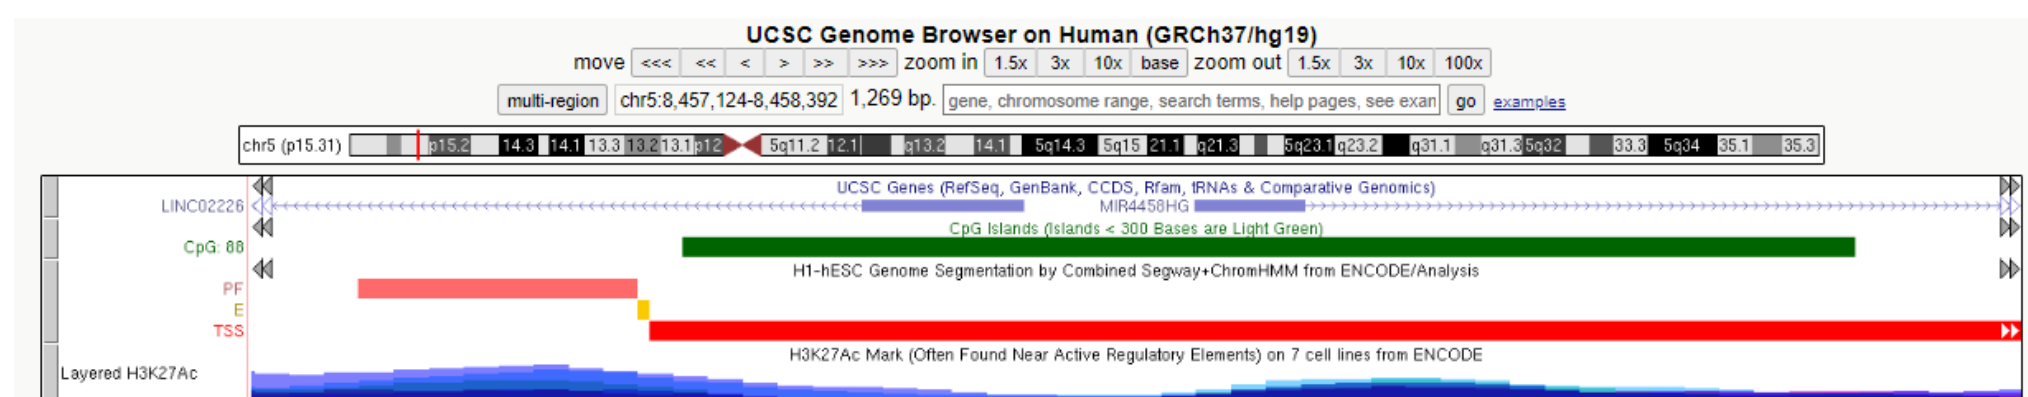 UCSC Genome Browser on Human (GRCh37/hg19)
move <<< << < > >> >>> zoom in 1.5x 3x 10x base zoom out 1.5x 3x 10x 100x
multi-region chr5:8,457,124-8,458,392 1,269 bp. gene, chromosome range, search terms, help pages, see exan go examples
chr5 (p15.31) p15.2 14.3 14.1 13.3 13.2 13.1 p12 5q11.2 12.1 q13.2 14.1 5q14.3 5q15 21.1 q21.3 5q23.1 q23.2 q31.1 q31.3 5q32 33.3 5q34 35.1 35.3
UCSC Genes (RefSeq, GenBank, CCDS, Rfam, tRNAs & Comparative Genomics)
LINC02226 MIR4458HG
CpG Islands (Islands < 300 Bases are Light Green)
CpG: 88
H1-hESC Genome Segmentation by Combined Segway+ChromHMM from ENCODE/Analysis
PF
E
TSS
H3K27Ac Mark (Often Found Near Active Regulatory Elements) on 7 cell lines from ENCODE
Layered H3K27Ac